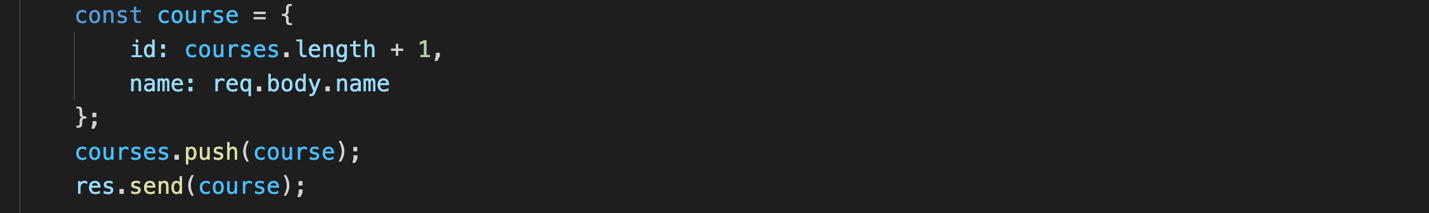 const course = {
id: courses.length + 1,
name: req.body.name
};
courses.push(course);
res.send(course);